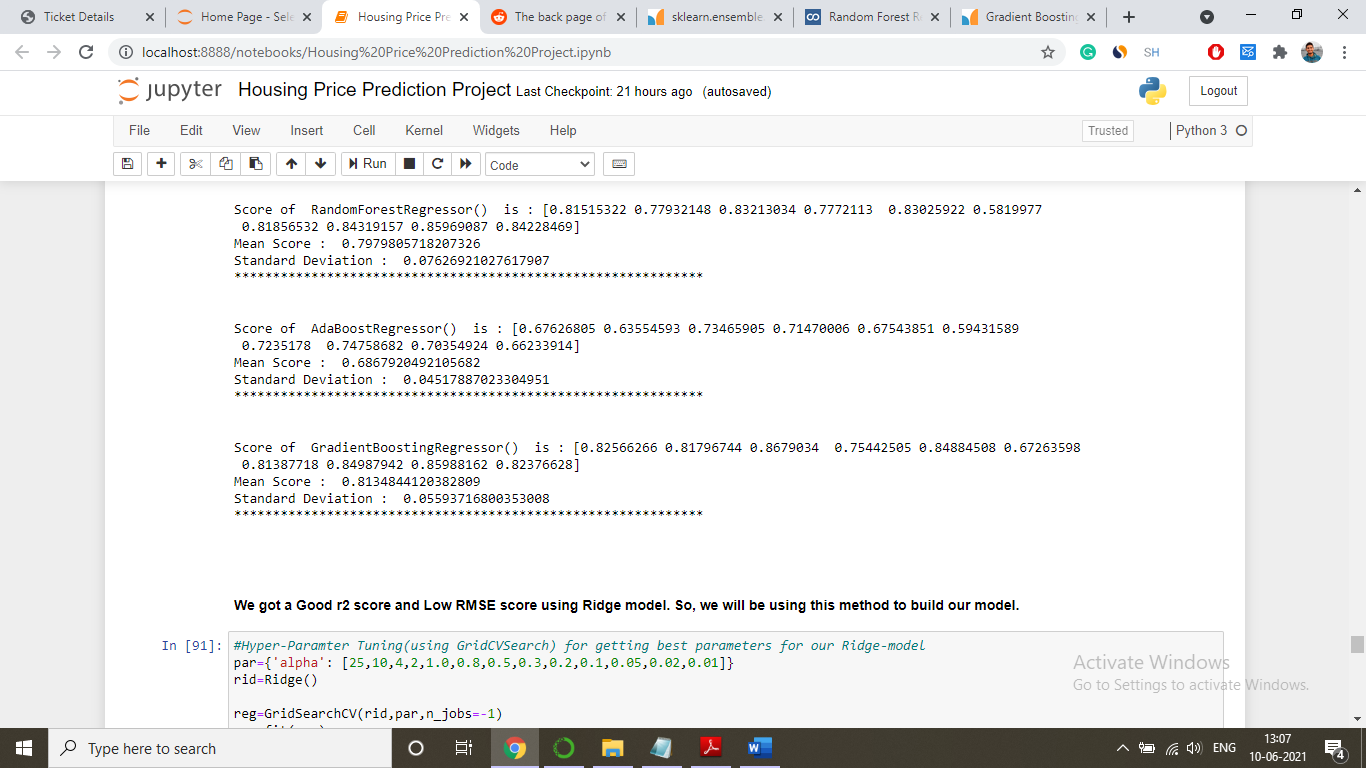 Ticket Details
Home Page - Sele
Housing Price Pre
The back page of
sklearn.ensemble.
Random Forest R
Gradient Boosting
localhost:8888/notebooks/Housing%20Price%20Prediction%20Project.ipynb
SH
jupyter Housing Price Prediction Project Last Checkpoint: 21 hours ago (autosaved)
Logout
File Edit View Insert Cell Kernel Widgets Help
Trusted
Python 3
Run
Code
Score of  RandomForestRegressor()  is : [0.81515322 0.77932148 0.83213034 0.7772113  0.83025922 0.5819977
0.81856532 0.84319157 0.85969087 0.84228469]
Mean Score :  0.7979805718207326
Standard Deviation :  0.07626921027617907
*************************************************************
Score of  AdaBoostRegressor()  is : [0.67626805 0.63554593 0.73465905 0.71470006 0.67543851 0.59431589
0.7235178  0.74758682 0.70354924 0.66233914]
Mean Score :  0.6867920492105682
Standard Deviation :  0.04517887023304951
*************************************************************
Score of  GradientBoostingRegressor()  is : [0.82566266 0.81796744 0.8679034  0.75442505 0.84884508 0.67263598
0.81387718 0.84987942 0.85988162 0.82376628]
Mean Score :  0.8134844120382809
Standard Deviation :  0.05593716800353008
*************************************************************
We got a Good r2 score and Low RMSE score using Ridge model. So, we will be using this method to build our model.
In [91]:
#Hyper-Paramter Tuning(using GridCVSearch) for getting best parameters for our Ridge-model
par={'alpha': [25,10,4,2,1.0,0.8,0.5,0.3,0.2,0.1,0.05,0.02,0.01]}
rid=Ridge()
reg=GridSearchCV(rid,par,n_jobs=-1)
Activate Windows
Go to Settings to activate Windows.
Type here to search
ENG
13:07
10-06-2021
4